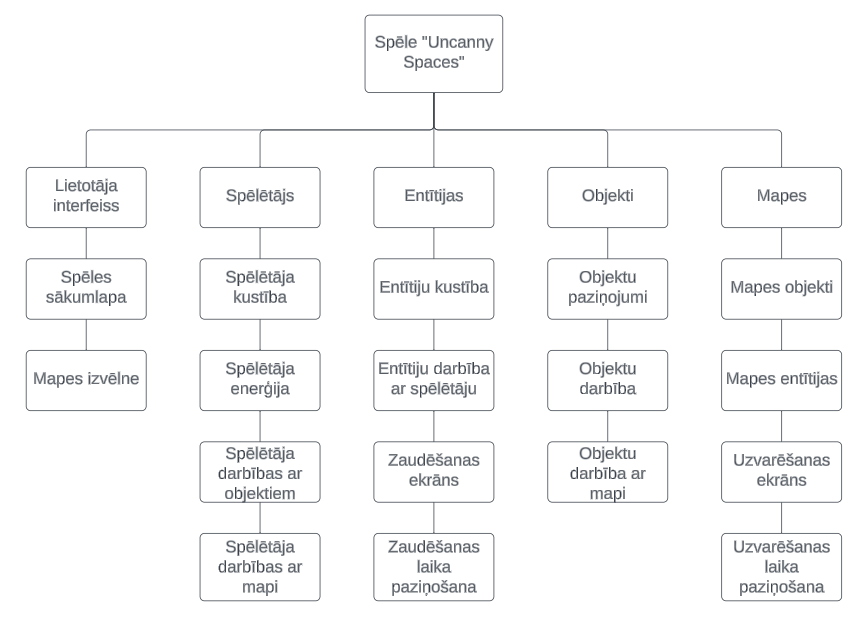 Spēle "Uncanny
Spaces"
Lietotāja
interfeiss
Spēlētājs
Entītijas
Objekti
Mapes
Spēles
sākumlapa
Spēlētāja
kustība
Entītiju kustība
Objektu
paziņojumi
Mapes objekti
Mapes izvēlne
Spēlētāja
enerģija
Entītiju darbība
ar spēlētāju
Objektu
darbība
Mapes entītijas
Spēlētāja
darbības ar
objektiem
Zaudēšanas
ekrāns
Objektu
darbība ar
mapi
Uzvarēšanas
ekrāns
Spēlētāja
darbības ar
mapi
Zaudēšanas
laika
paziņošana
Uzvarēšanas
laika
paziņošana